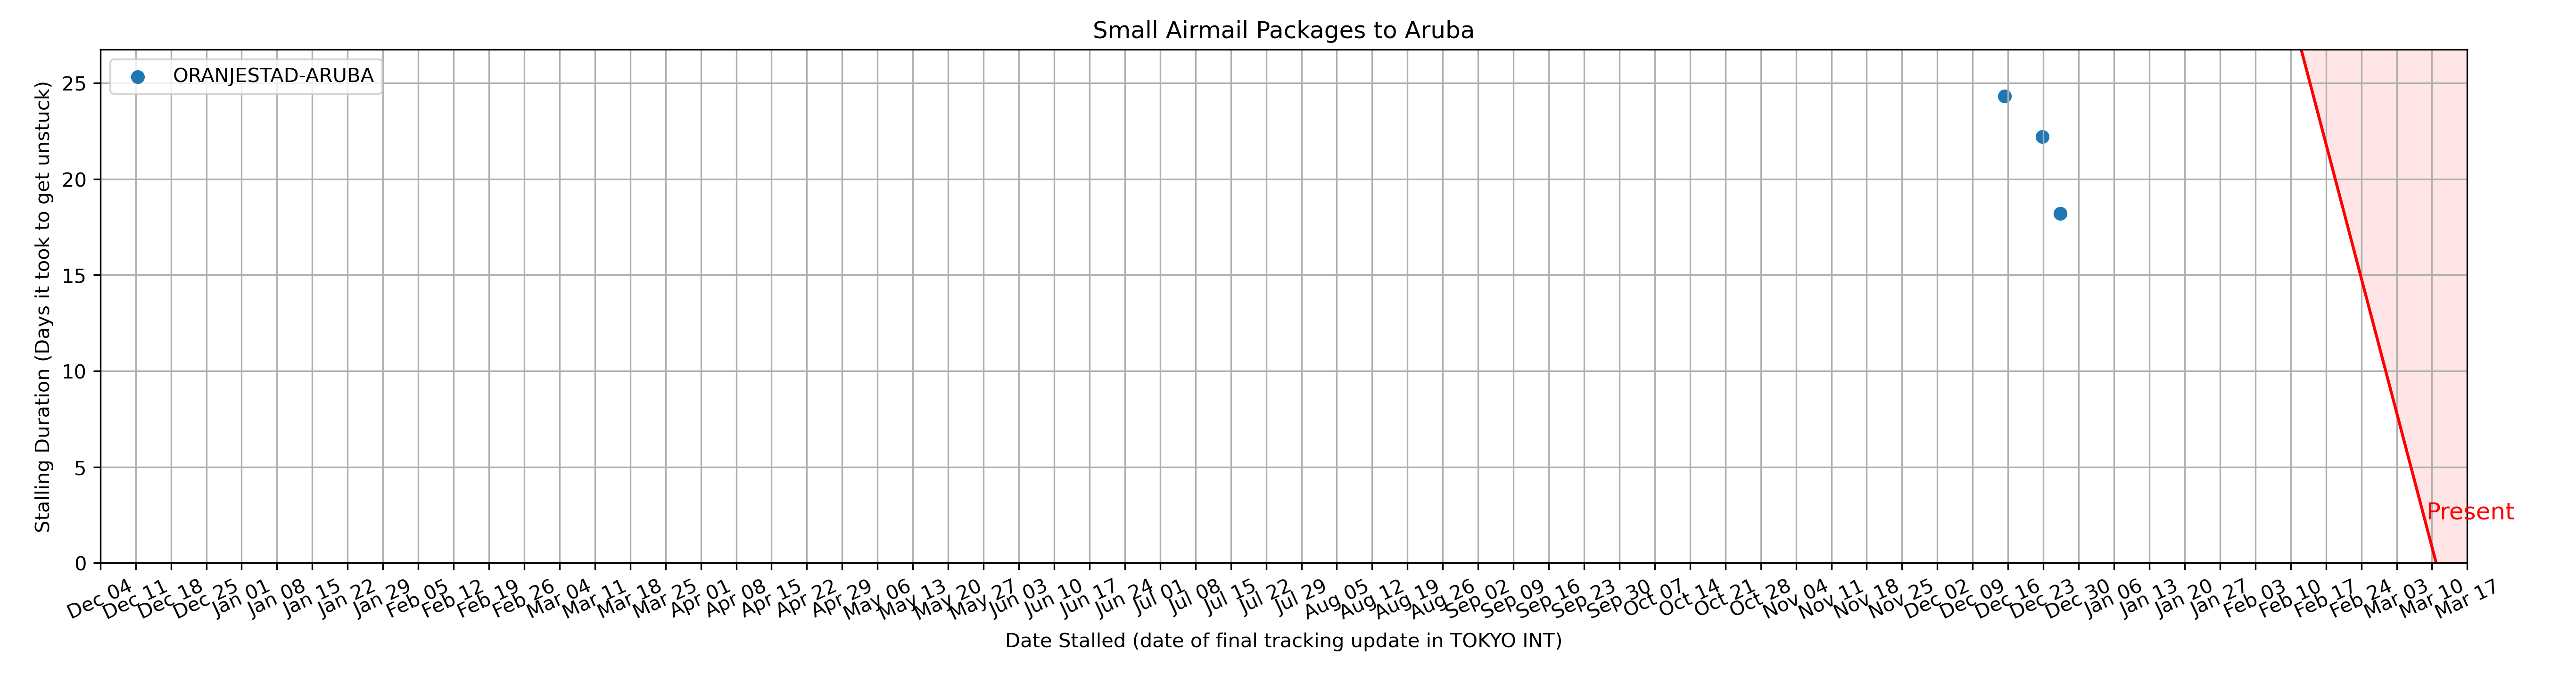 Small Airmail Packages to Aruba
ORANJESTAD-ARUBA
Stalling Duration (Days it took to get unstuck)
25
20
15
10
5
0
Present
Dec 04 Dec 11 Dec 18 Dec 25 Jan 01 Jan 08 Jan 15 Jan 22 Jan 29 Feb 05 Feb 12 Feb 19 Feb 26 Mar 04 Mar 11 Mar 18 Mar 25 Apr 01 Apr 08 Apr 15 Apr 22 Apr 29 May 06 May 13 May 20 May 27 Jun 03 Jun 10 Jun 17 Jun 24 Jul 01 Jul 08 Jul 15 Jul 22 Jul 29 Aug 05 Aug 12 Aug 19 Aug 26 Sep 02 Sep 09 Sep 16 Sep 23 Sep 30 Oct 07 Oct 14 Oct 21 Oct 28 Nov 04 Nov 11 Nov 18 Nov 25 Dec 02 Dec 09 Dec 16 Dec 23 Dec 30 Jan 06 Jan 13 Jan 20 Jan 27 Feb 03 Feb 10 Feb 17 Feb 24 Mar 03 Mar 10 Mar 17
Date Stalled (date of final tracking update in TOKYO INT)